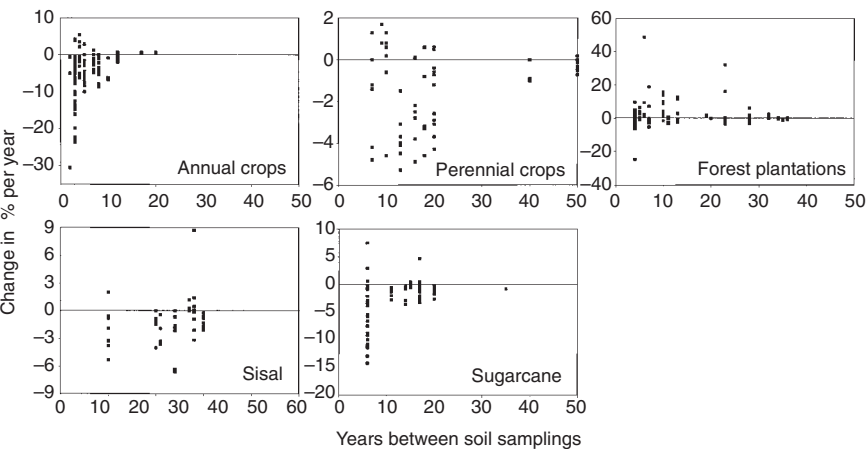 10
0
–10
–20
–30
Annual crops
0 10 20 30 40 50
2
0
–2
–4
–6
Perennial crops
0 10 20 30 40 50
60
40
20
0
–20
–40
Forest plantations
0 10 20 30 40 50
Change in % per year
9
6
3
0
–3
–6
–9
Sisal
0 10 20 30 40 50 60
10
5
0
–5
–10
–15
–20
Sugarcane
0 10 20 30 40 50
Years between soil samplings